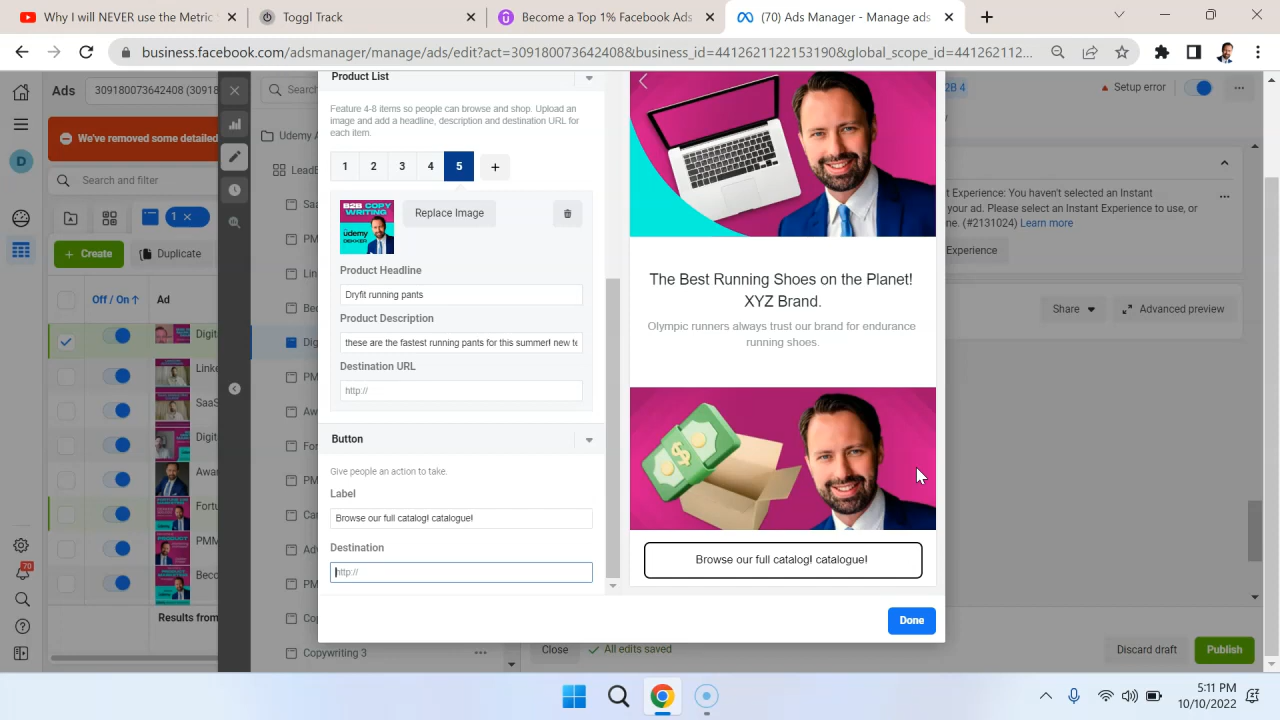 Why I will NEVER use the Metric S
Toggl Track
Become a Top 1% Facebook Ads
(70) Ads Manager - Manage ads
business.facebook.com/adsmanager/manage/ads/edit?act=309180073642408&business_id=4412621122153190&global_scope_id=441262112...
Ads
309180073642408 (30918
We've removed some detailed
Search and filter
1
Create
Duplicate
Off / On
Ad
Digit
Linke
SaaS
Digit
Awar
Fortu
PMM
Beco
Results from
70
D
Searc
Udemy A
LeadB
Saa
PM
Lin
Bec
Dig
PM
Aw
For
PM
Ca
Adv
PM
Cop
Copywriting 3
Product List
Feature 4-8 items so people can browse and shop. Upload an
image and add a headline, description and destination URL for
each item.
1
2
3
4
5
+
B2B COPY
WRITING
udemy
DEKKER
Replace Image
Product Headline
Dryfit running pants
Product Description
these are the fastest running pants for this summer! new te
Destination URL
http://
Button
Give people an action to take.
Label
Browse our full catalog! catalogue!
Destination
http://
The Best Running Shoes on the Planet!
XYZ Brand.
Olympic runners always trust our brand for endurance
running shoes.
Browse our full catalog! catalogue!
Done
2B 4
Setup error
Experience: You haven't selected an Instant
your ad. Please select an Instant Experience to use, or
(#2131024) Learn more
Experience
Share
Advanced preview
Close
All edits saved
Discard draft
Publish
5:11 PM
10/10/2022